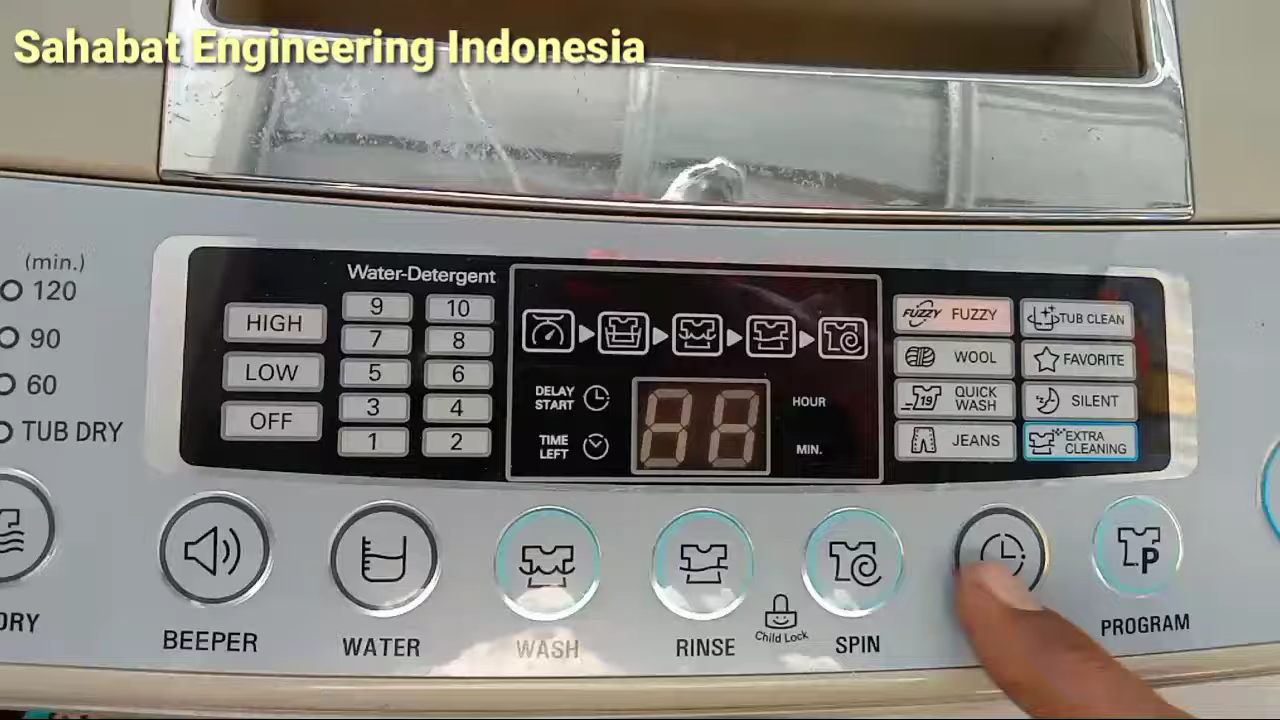 Sahabat Engineering Indonesia
(min.)
120
90
60
TUB DRY
Water-Detergent
HIGH
LOW
OFF
9 10
7 8
5 6
3 4
1 2
DELAY START
TIME LEFT
88
HOUR
MIN.
FUZZY FUZZY
WOOL
19 QUICK WASH
JEANS
TUB CLEAN
FAVORITE
SILENT
EXTRA CLEANING
DRY
BEEPER
WATER
WASH
RINSE
Child Lock
SPIN
P
PROGRAM